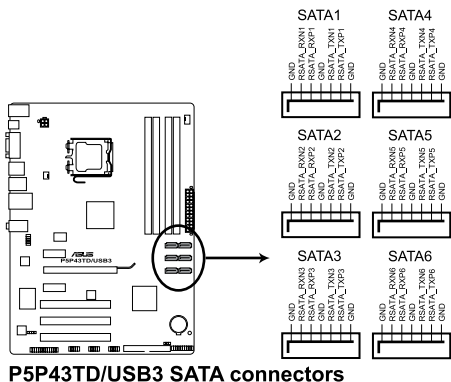 SATA1
GND
RSATA_RXN1
RSATA_RXP1
GND
RSATA_TXN1
RSATA_TXP1
GND
SATA4
GND
RSATA_RXN4
RSATA_RXP4
GND
RSATA_TXN4
RSATA_TXP4
GND
SATA2
GND
RSATA_RXN2
RSATA_RXP2
GND
RSATA_TXN2
RSATA_TXP2
GND
SATA5
GND
RSATA_RXN5
RSATA_RXP5
GND
RSATA_TXN5
RSATA_TXP5
GND
ASUS
P5P43TD/USB3
SATA3
GND
RSATA_RXN3
RSATA_RXP3
GND
RSATA_TXN3
RSATA_TXP3
GND
SATA6
GND
RSATA_RXN6
RSATA_RXP6
GND
RSATA_TXN6
RSATA_TXP6
GND
P5P43TD/USB3 SATA connectors